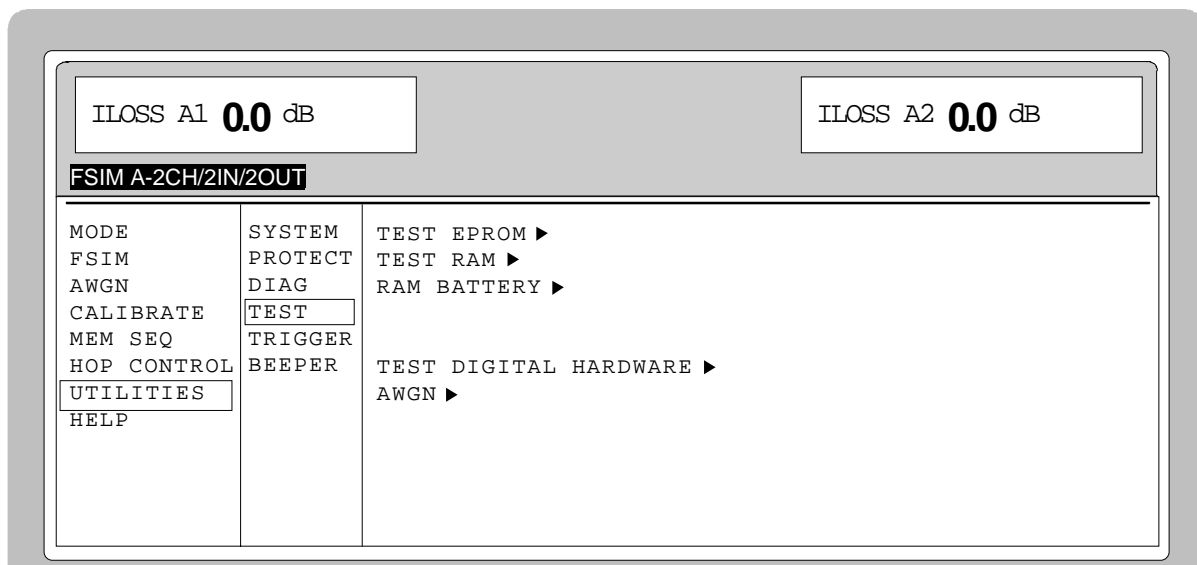 ILOSS A1 0.0 dB
ILOSS A2 0.0 dB
FSIM A-2CH/2IN/2OUT
MODE
FSIM
AWGN
CALIBRATE
MEM SEQ
HOP CONTROL
UTILITIES
HELP
SYSTEM
PROTECT
DIAG
TEST
TRIGGER
BEEPER
TEST EPROM ▶
TEST RAM ▶
RAM BATTERY ▶
TEST DIGITAL HARDWARE ▶
AWGN ▶